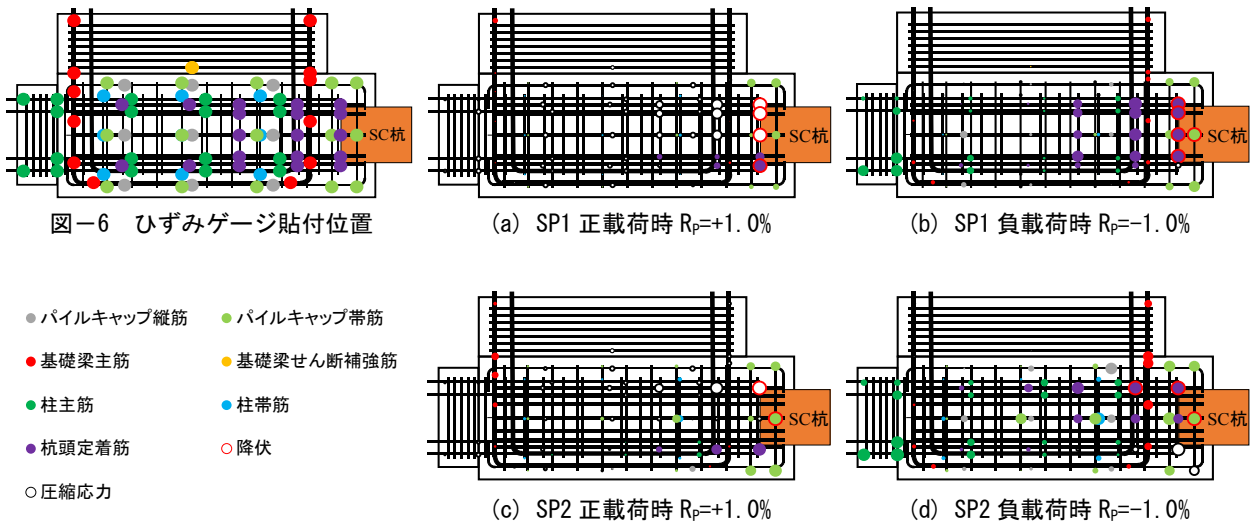 SC杭
図－6　ひずみゲージ貼付位置
SC杭
(a) SP1 正載荷時 RP=+1.0%
SC杭
(b) SP1 負載荷時 RP=-1.0%
パイルキャップ縦筋
パイルキャップ帯筋
基礎梁主筋
基礎梁せん断補強筋
柱主筋
柱帯筋
杭頭定着筋
降伏
圧縮応力
SC杭
(c) SP2 正載荷時 RP=+1.0%
SC杭
(d) SP2 負載荷時 RP=-1.0%